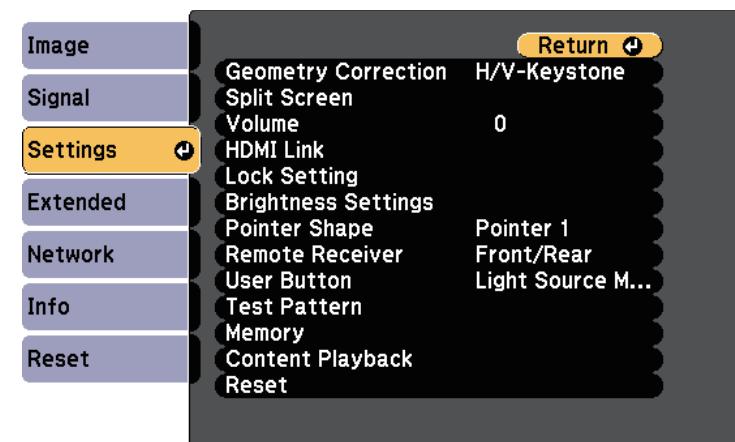 Image
Signal
Settings
Extended
Network
Info
Reset
Return
Geometry Correction H/V-Keystone
Split Screen
Volume 0
HDMI Link
Lock Setting
Brightness Settings
Pointer Shape Pointer 1
Remote Receiver Front/Rear
User Button Light Source M...
Test Pattern
Memory
Content Playback
Reset